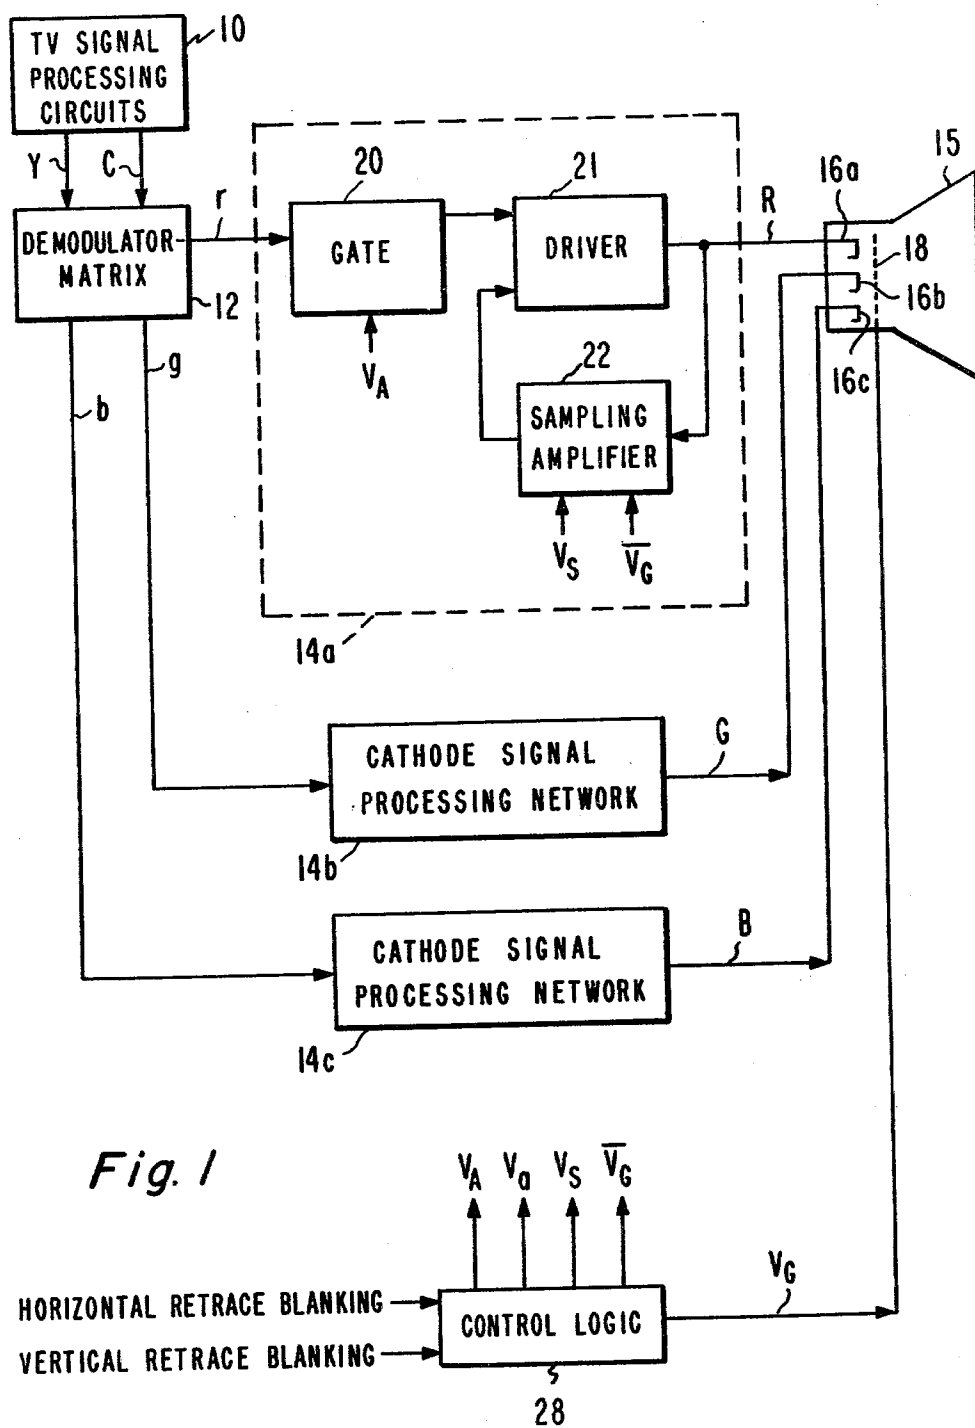 TV SIGNAL
PROCESSING
CIRCUITS
10
Y
C
DEMODULATOR
MATRIX
12
r
g
b
20
GATE
V_A
21
DRIVER
22
SAMPLING
AMPLIFIER
V_S
V̅_G
14a
R
15
16a
18
16b
16c
CATHODE SIGNAL
PROCESSING NETWORK
14b
G
CATHODE SIGNAL
PROCESSING NETWORK
14c
B
Fig. 1
V_A V_a V_S V̅_G
HORIZONTAL RETRACE BLANKING
VERTICAL RETRACE BLANKING
CONTROL LOGIC
28
V_G